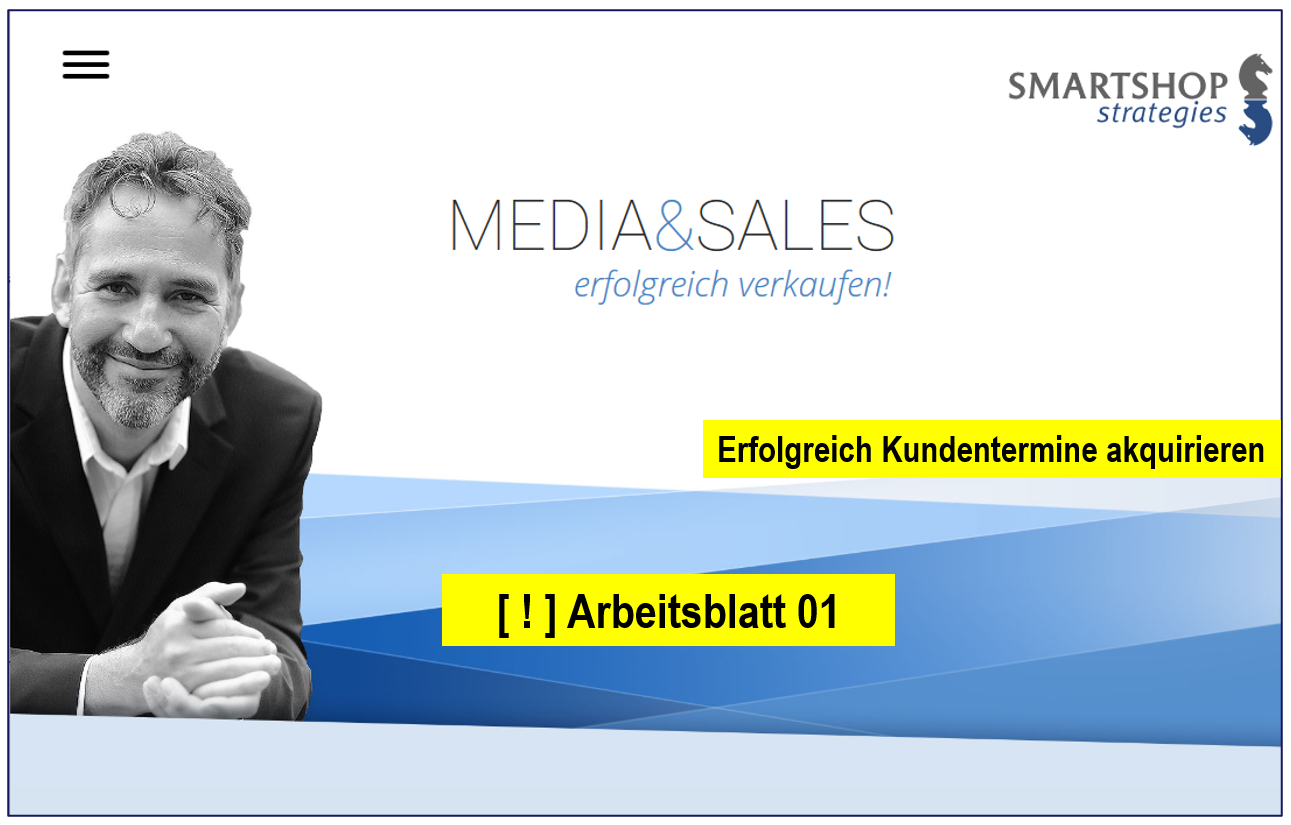 SMARTSHOP
strategies
MEDIA&SALES
erfolgreich verkaufen!
Erfolgreich Kundentermine akquirieren
[ ! ] Arbeitsblatt 01